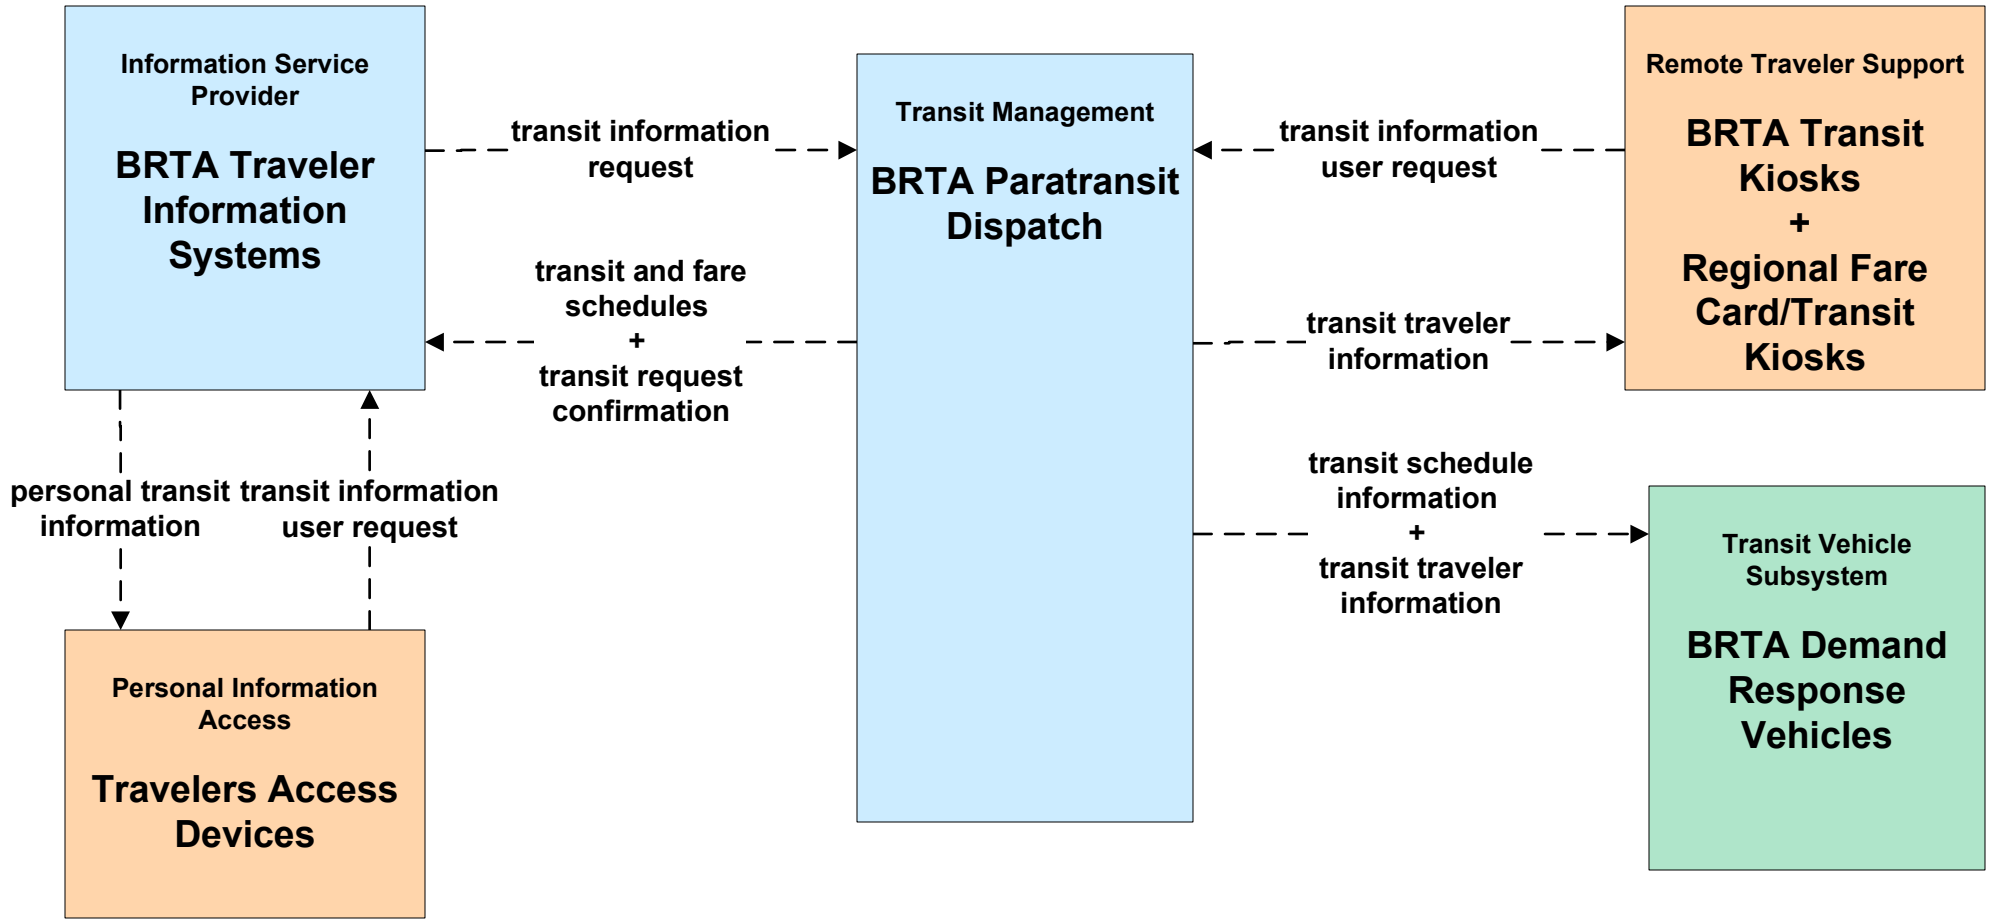 Information Service
Provider
BRTA Traveler
Information
Systems
transit information
request
transit and fare
schedules
+
transit request
confirmation
personal transit
information
transit information
user request
Personal Information
Access
Travelers Access
Devices
Transit Management
BRTA Paratransit
Dispatch
transit information
user request
transit traveler
information
transit schedule
information
+
transit traveler
information
Remote Traveler Support
BRTA Transit
Kiosks
+
Regional Fare
Card/Transit
Kiosks
Transit Vehicle
Subsystem
BRTA Demand
Response
Vehicles